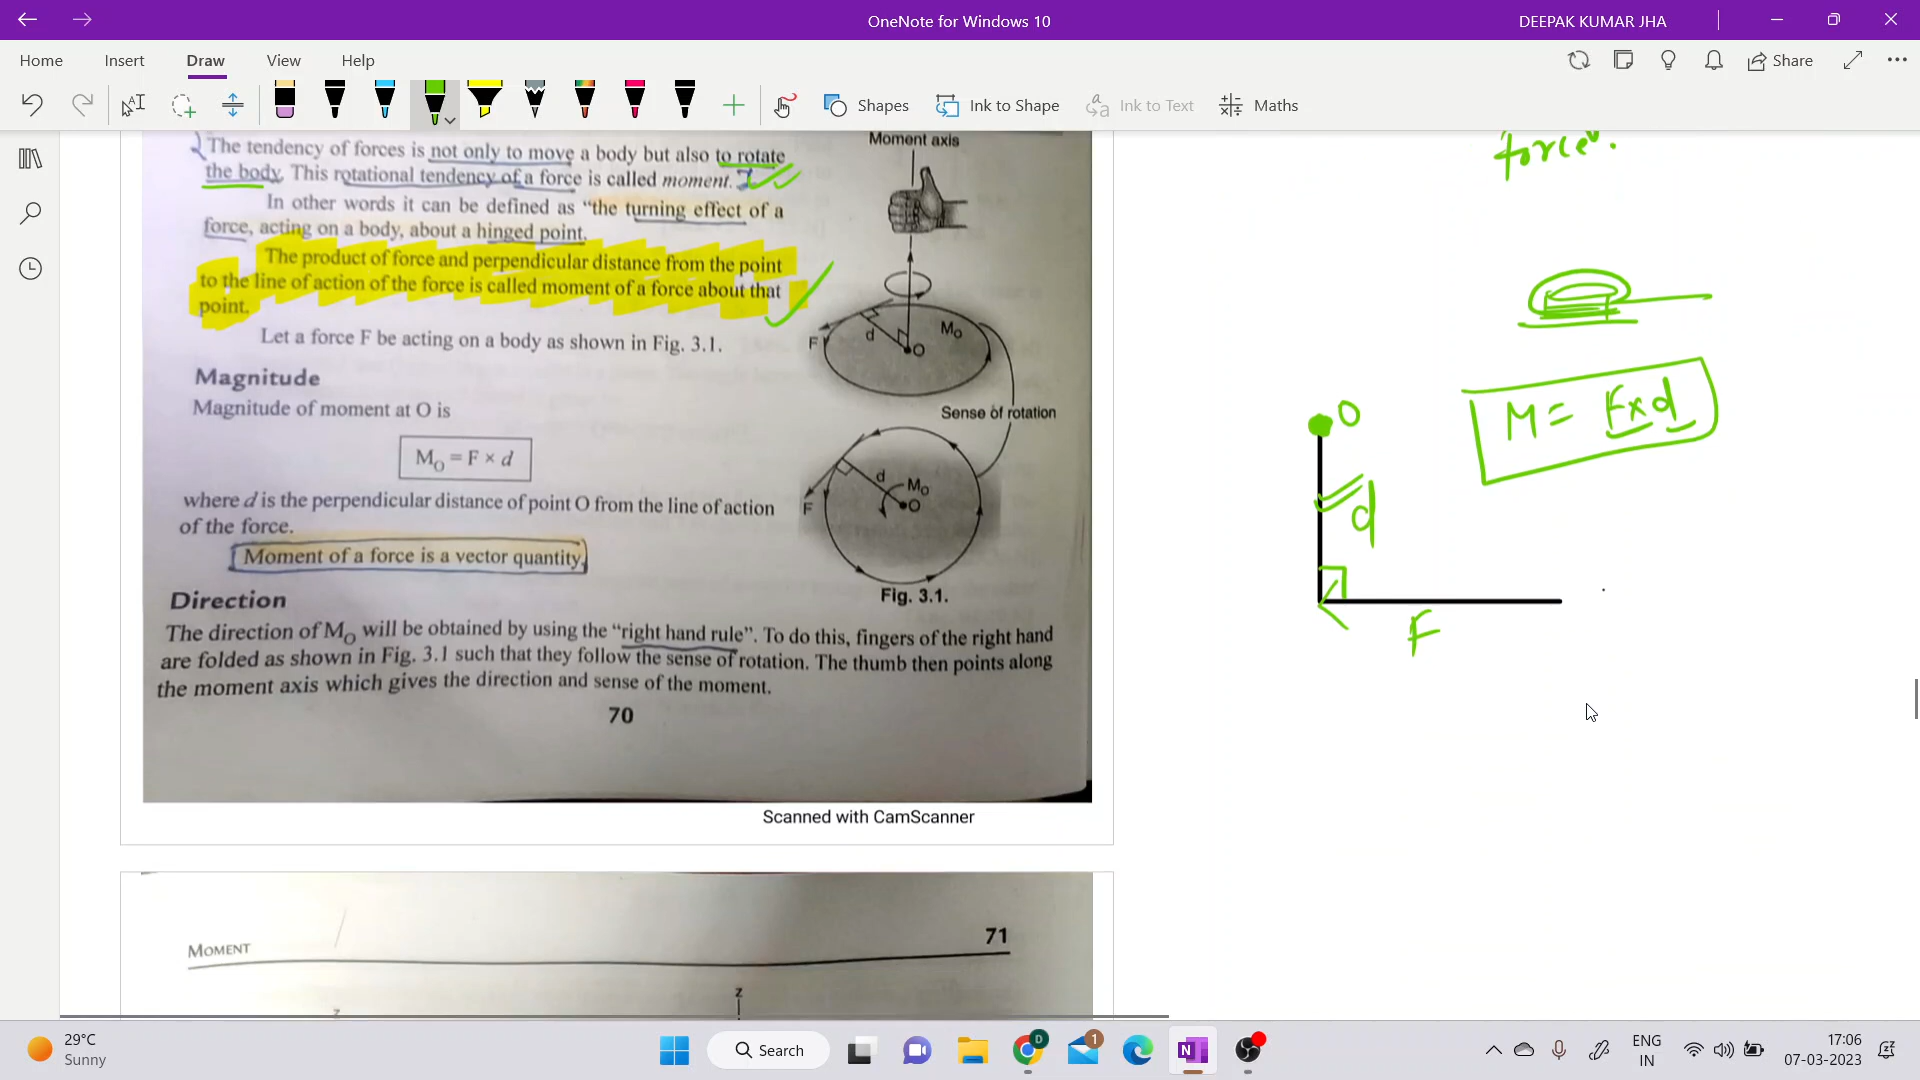 OneNote for Windows 10
DEEPAK KUMAR JHA
Home
Insert
Draw
View
Help
Share
Shapes
Ink to Shape
Ink to Text
Maths
The tendency of forces is not only to move a body but also to rotate
the body. This rotational tendency of a force is called moment.
In other words it can be defined as "the turning effect of a
force, acting on a body, about a hinged point.
The product of force and perpendicular distance from the point
to the line of action of the force is called moment of a force about that
point.
Let a force F be acting on a body as shown in Fig. 3.1.
Magnitude
Magnitude of moment at O is
M_O = F × d
where d is the perpendicular distance of point O from the line of action
of the force.
Moment of a force is a vector quantity.
Moment axis
F
d
M_O
O
Sense of rotation
d
M_O
O
F
Fig. 3.1.
Direction
The direction of M_O will be obtained by using the "right hand rule". To do this, fingers of the right hand
are folded as shown in Fig. 3.1 such that they follow the sense of rotation. The thumb then points along
the moment axis which gives the direction and sense of the moment.
70
Scanned with CamScanner
MOMENT
71
z
z
force".
M = F×d
O
d
F
29°C
Sunny
Search
D
1
N
ENG
IN
17:06
07-03-2023